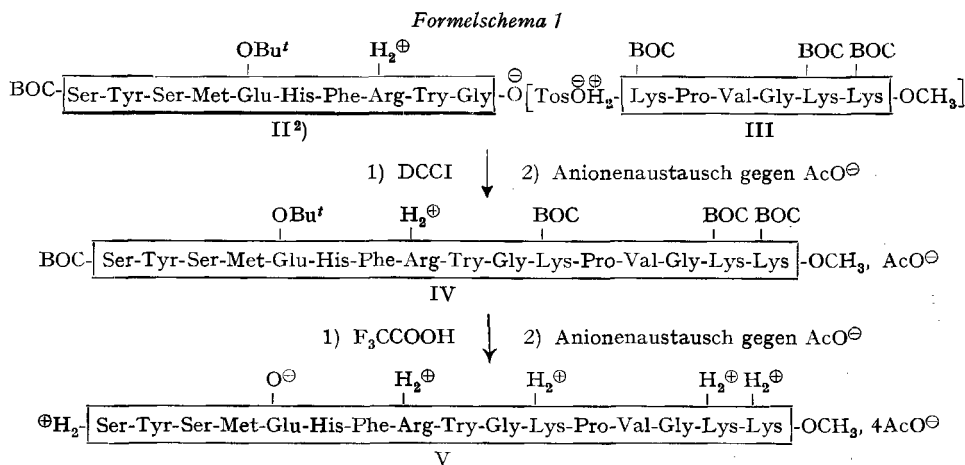 Formelschema 1
OBuᵗ H₂⊕ BOC BOC BOC
BOC-Ser-Tyr-Ser-Met-Glu-His-Phe-Arg-Try-Gly-O⊖[TosO⊖H₂⊕-Lys-Pro-Val-Gly-Lys-Lys-OCH₃]
II²) III
1) DCCI 2) Anionenaustausch gegen AcO⊖
OBuᵗ H₂⊕ BOC BOC BOC
BOC-Ser-Tyr-Ser-Met-Glu-His-Phe-Arg-Try-Gly-Lys-Pro-Val-Gly-Lys-Lys-OCH₃, AcO⊖
IV
1) F₃CCOOH 2) Anionenaustausch gegen AcO⊖
O⊖ H₂⊕ H₂⊕ H₂⊕ H₂⊕
⊕H₂-Ser-Tyr-Ser-Met-Glu-His-Phe-Arg-Try-Gly-Lys-Pro-Val-Gly-Lys-Lys-OCH₃, 4AcO⊖
V